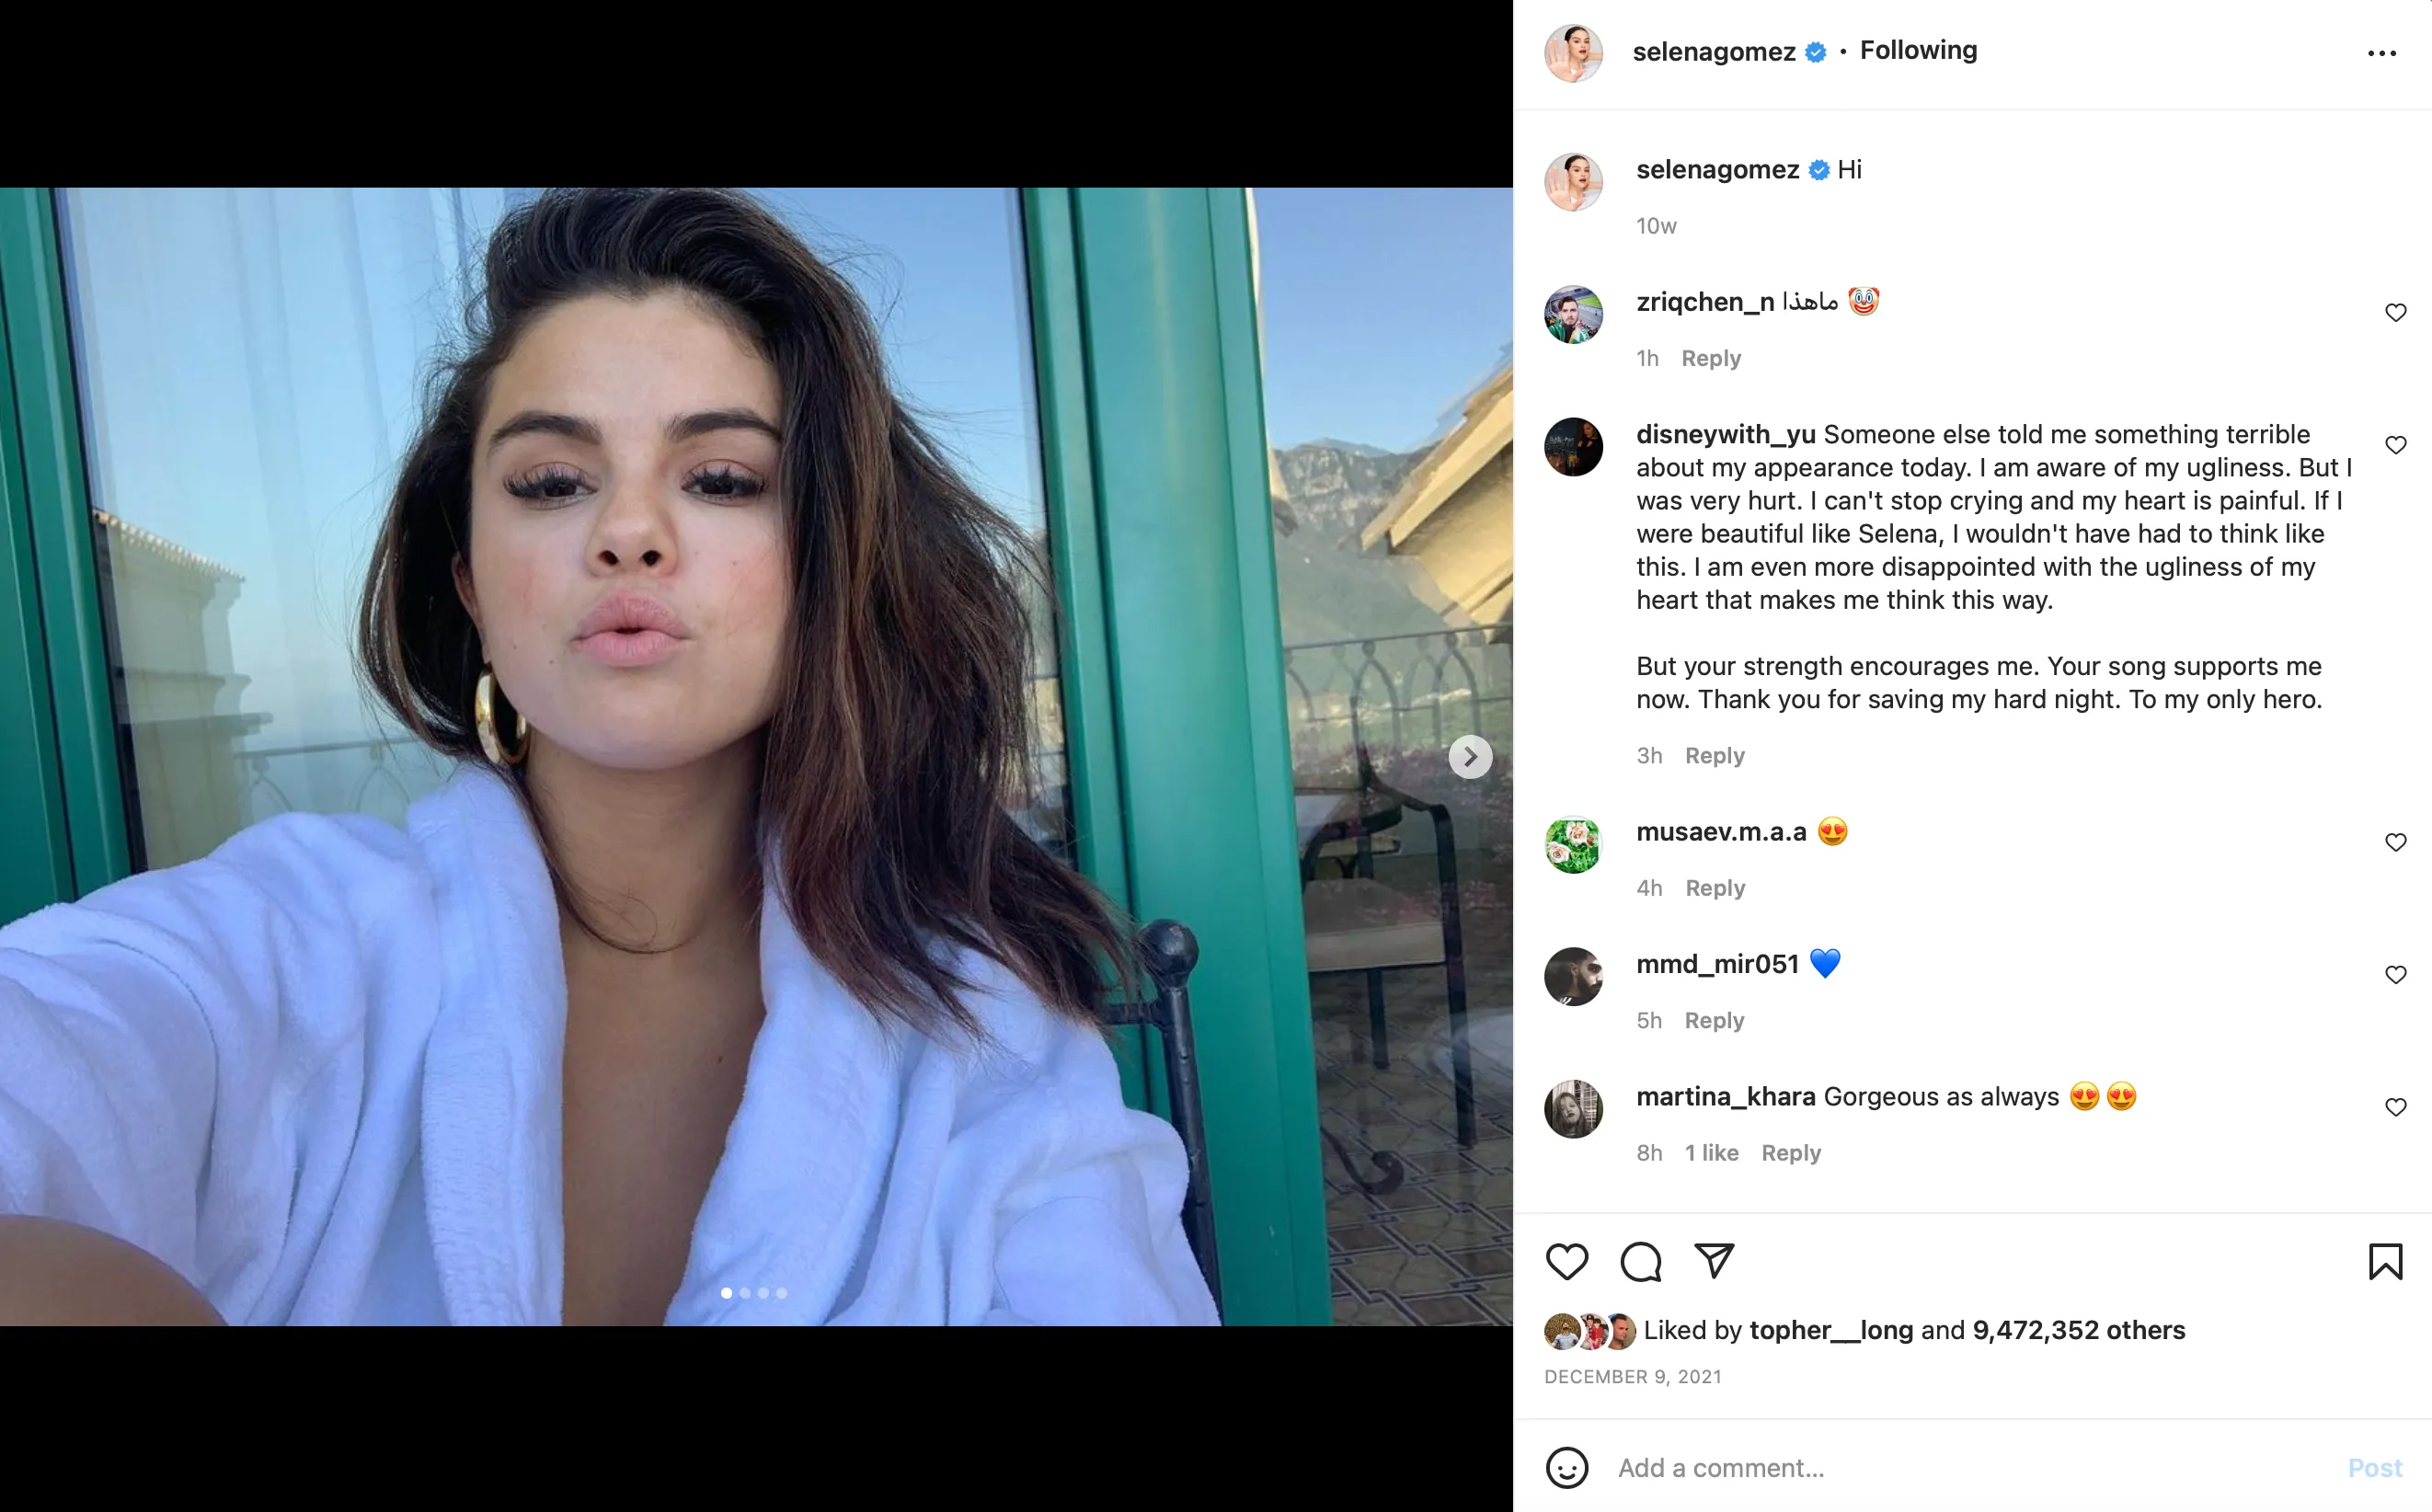 selenagomez • Following
selenagomez Hi
10w
zriqchen_n ماهذا 🤡
1h Reply
disneywith_yu Someone else told me something terrible
about my appearance today. I am aware of my ugliness. But I
was very hurt. I can't stop crying and my heart is painful. If I
were beautiful like Selena, I wouldn't have had to think like
this. I am even more disappointed with the ugliness of my
heart that makes me think this way.
But your strength encourages me. Your song supports me
now. Thank you for saving my hard night. To my only hero.
3h Reply
musaev.m.a.a 😍
4h Reply
mmd_mir051 💙
5h Reply
martina_khara Gorgeous as always 😍😍
8h 1 like Reply
Liked by topher__long and 9,472,352 others
DECEMBER 9, 2021
Add a comment... Post